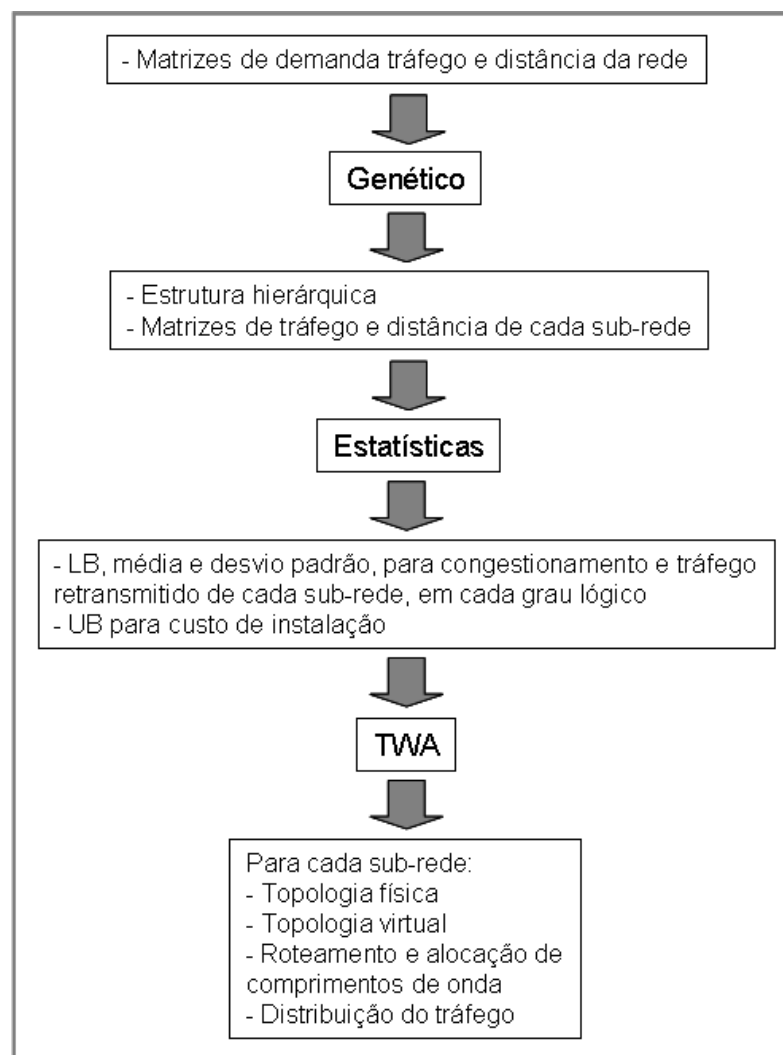 - Matrizes de demanda tráfego e distância da rede
Genético
- Estrutura hierárquica
- Matrizes de tráfego e distância de cada sub-rede
Estatísticas
- LB, média e desvio padrão, para congestionamento e tráfego
retransmitido de cada sub-rede, em cada grau lógico
- UB para custo de instalação
TWA
Para cada sub-rede:
- Topologia física
- Topologia virtual
- Roteamento e alocação de
comprimentos de onda
- Distribuição do tráfego